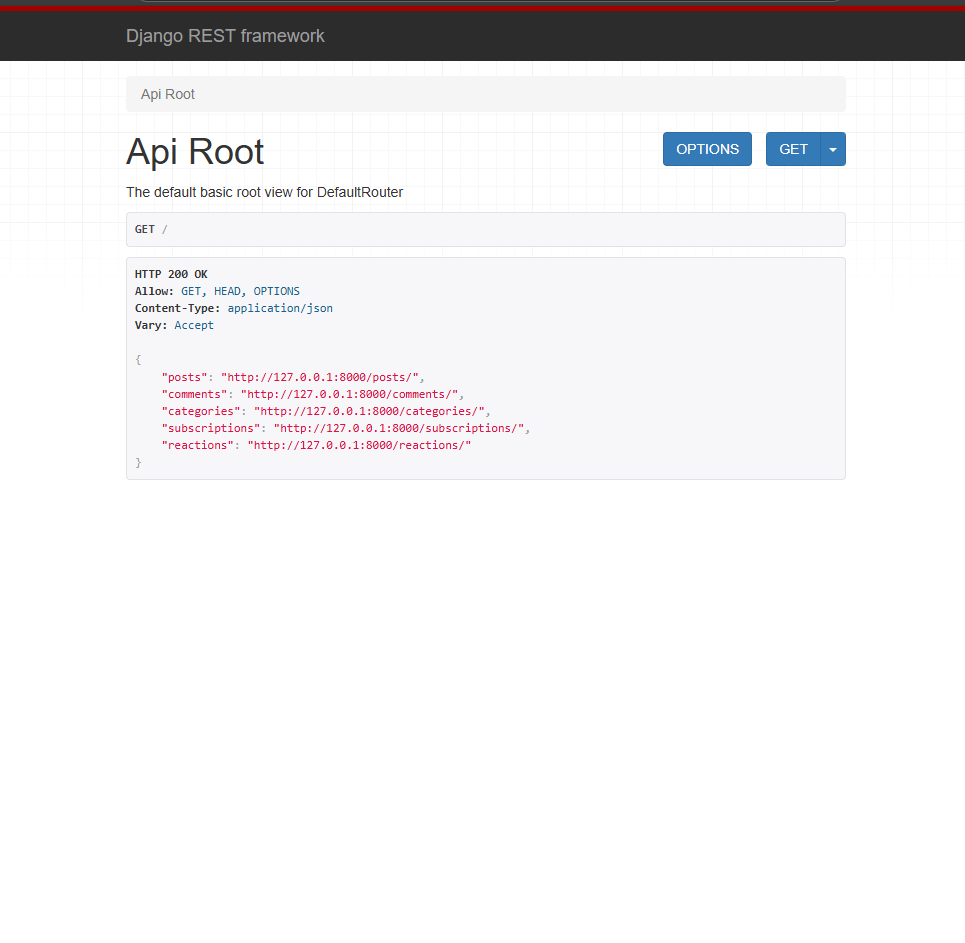 Django REST framework
Api Root
Api Root
OPTIONS
GET
The default basic root view for DefaultRouter
GET /
HTTP 200 OK
Allow: GET, HEAD, OPTIONS
Content-Type: application/json
Vary: Accept
{
    "posts": "http://127.0.0.1:8000/posts/",
    "comments": "http://127.0.0.1:8000/comments/",
    "categories": "http://127.0.0.1:8000/categories/",
    "subscriptions": "http://127.0.0.1:8000/subscriptions/",
    "reactions": "http://127.0.0.1:8000/reactions/"
}